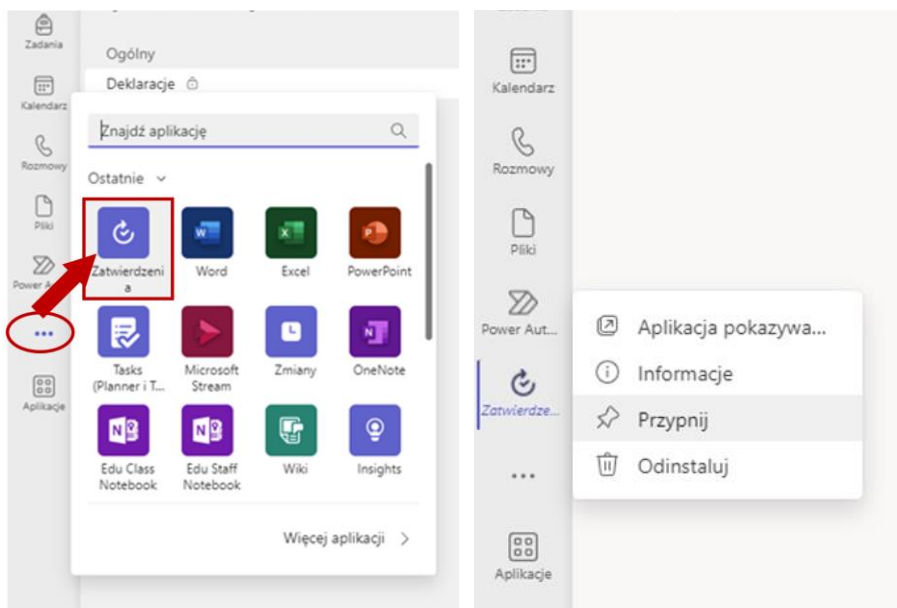 Zadania
Ogólny
Deklaracje
Kalendarz
Znajdź aplikację
Rozmowy
Ostatnie
Pliki
Zatwierdzeni
a
Word
Excel
PowerPoint
Power A
Tasks
(Planner i T...
Microsoft
Stream
Zmiany
OneNote
Aplikacje
Edu Class
Notebook
Edu Staff
Notebook
Wiki
Insights
Więcej aplikacji
Kalendarz
Rozmowy
Pliki
Power Aut...
Zatwierdze...
Aplikacja pokazywa...
Informacje
Przypnij
Odinstaluj
Aplikacje